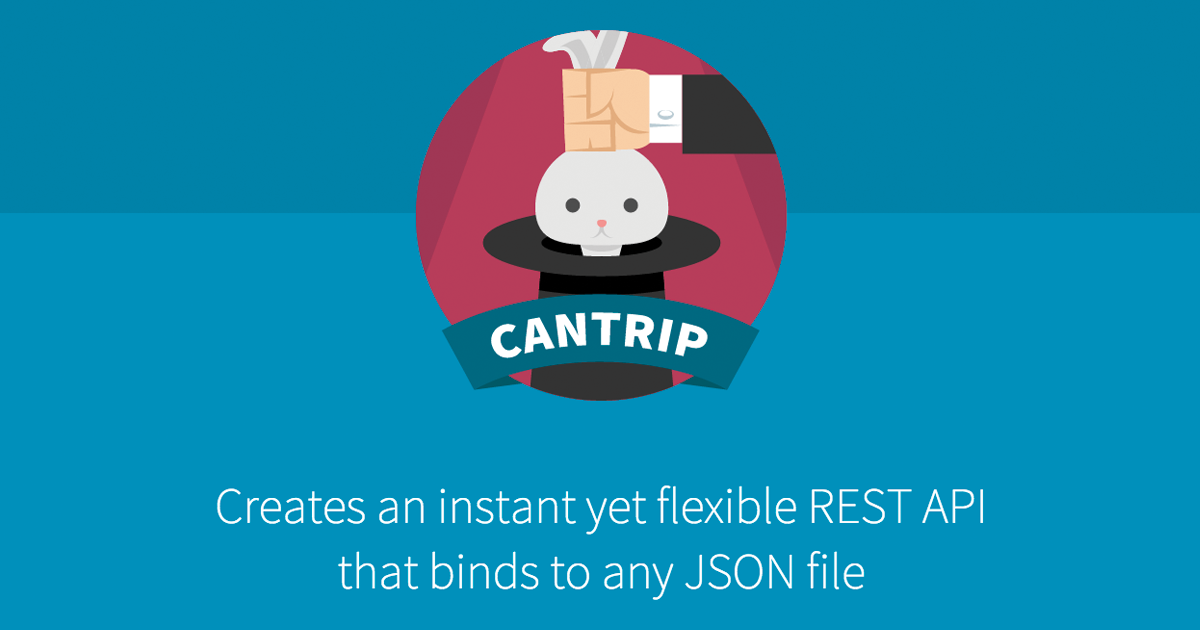 CANTRIP
Creates an instant yet flexible REST API
that binds to any JSON file